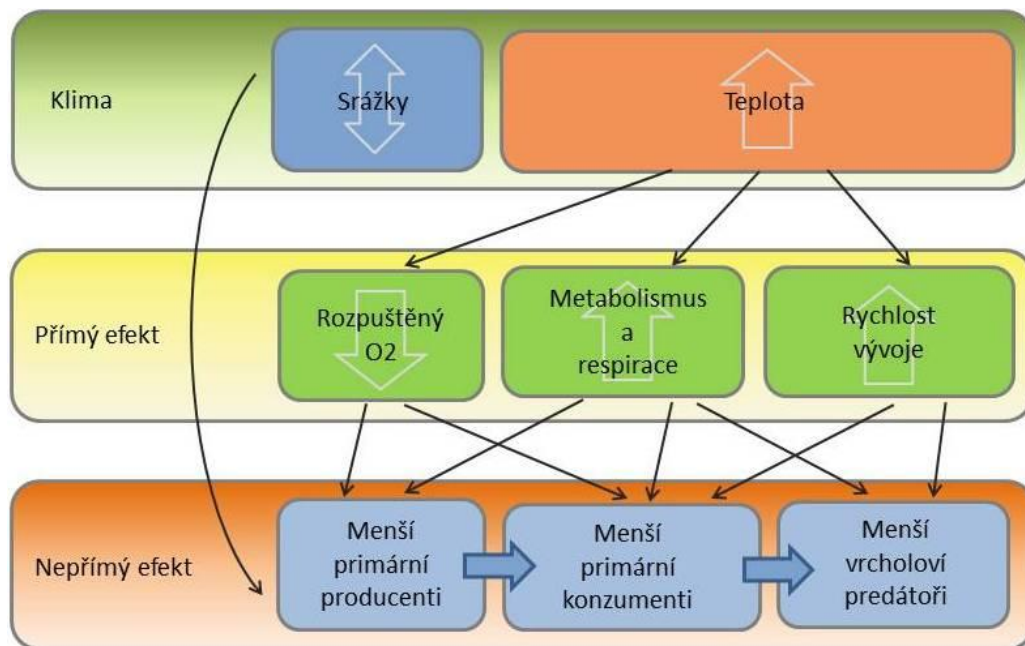 Klima
Srážky
Teplota
Přímý efekt
Rozpuštěný
O2
Metabolismus
a
respirace
Rychlost
vývoje
Nepřímý efekt
Menší
primární
producenti
Menší
primární
konzumenti
Menší
vrcholoví
predátoři